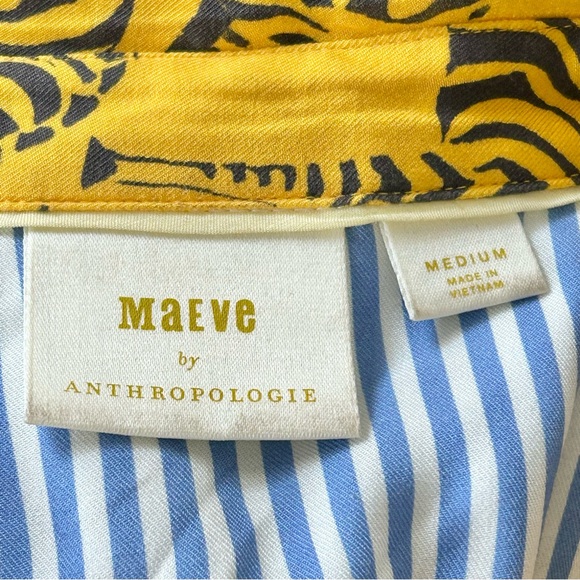 MaEve
by
ANTHROPOLOGIE
MEDIUM
MADE IN
VIETNAM